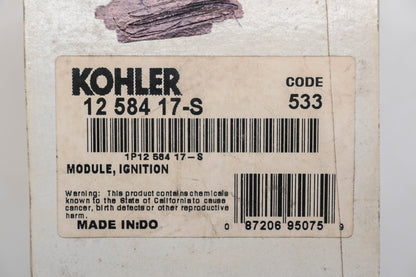 KOHLER
CODE
12 584 17-S
533
1P12 584 17-S
MODULE, IGNITION
Warning: This product contains chemicals
known to the State of California to cause
cancer, birth defects or other reproductive
harm.
MADE IN:DO
0 87206 95075 9